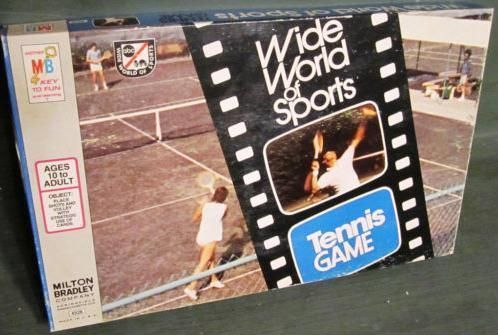 ANOTHER
MB
KEY
TO FUN
abc
WIDE WORLD OF SPORTS
AGES
10 to
ADULT
OBJECT:
PLACE
SHOTS AND
VOLLEY
WITH
STRATEGIC
USE OF
CARDS.
MILTON
BRADLEY
COMPANY
Wide
World
of
Sports
Tennis
GAME